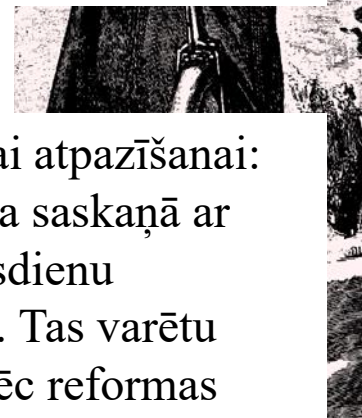 ai atpazīšanai:
a saskaņā ar
sdienu
. Tas varētu
ēc reformas